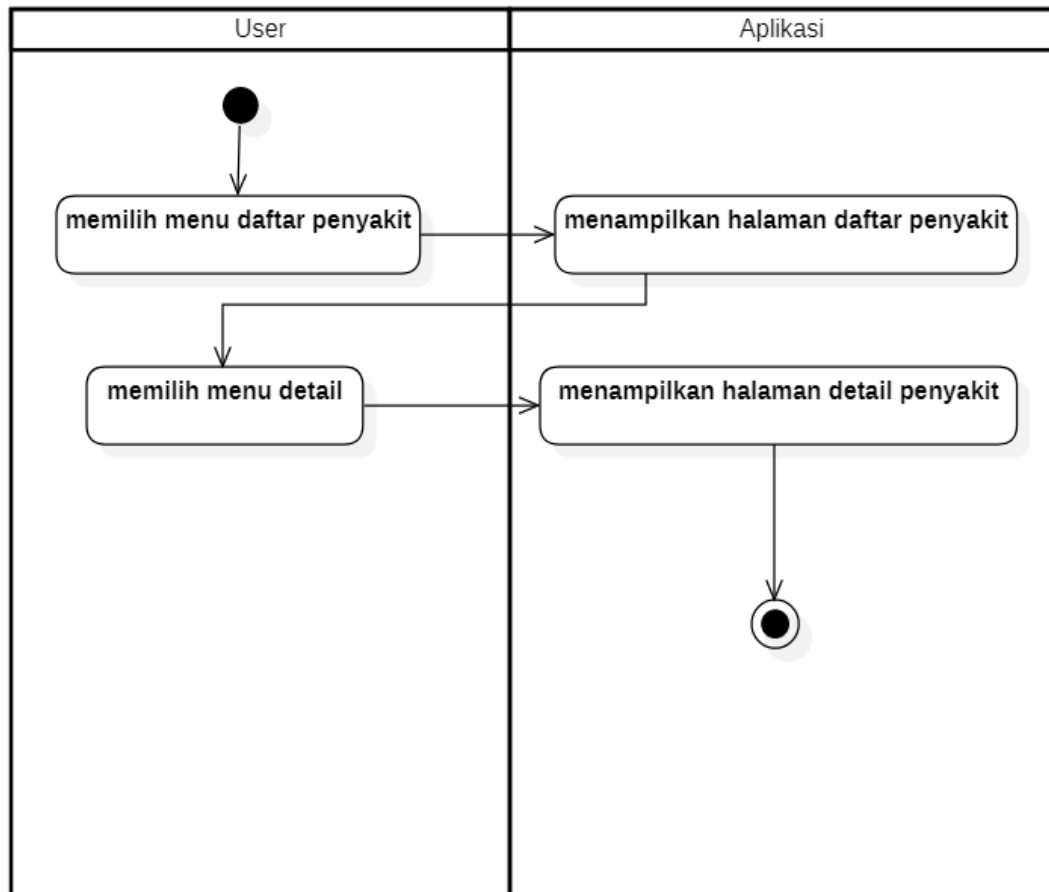 User
Aplikasi
memilih menu daftar penyakit
menampilkan halaman daftar penyakit
memilih menu detail
menampilkan halaman detail penyakit